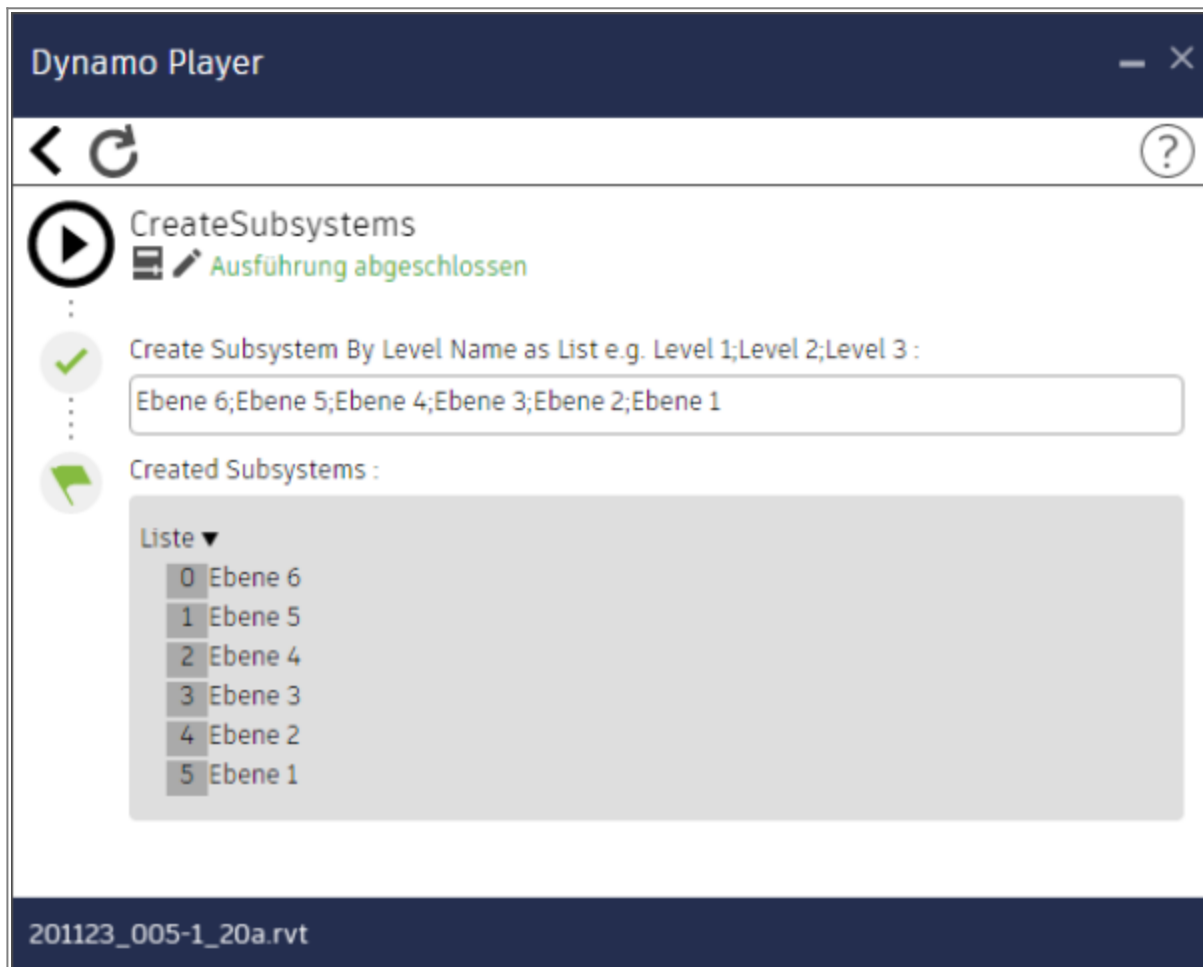 Dynamo Player
?
CreateSubsystems
Ausführung abgeschlossen
Create Subsystem By Level Name as List e.g. Level 1;Level 2;Level 3 :
Ebene 6;Ebene 5;Ebene 4;Ebene 3;Ebene 2;Ebene 1
Created Subsystems :
Liste ▼
0 Ebene 6
1 Ebene 5
2 Ebene 4
3 Ebene 3
4 Ebene 2
5 Ebene 1
201123_005-1_20a.rvt